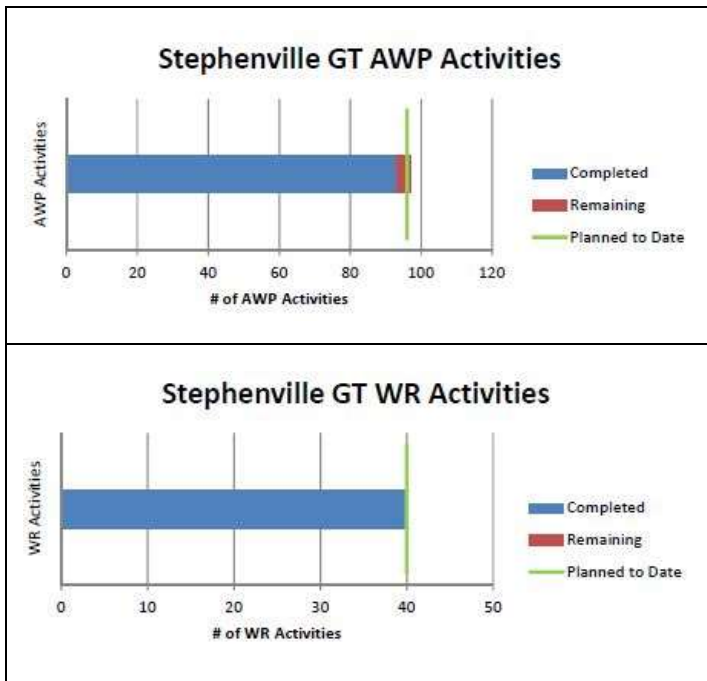 Stephenville GT AWP Activities
AWP Activities
Completed
Remaining
Planned to Date
0 20 40 60 80 100 120
# of AWP Activities
Stephenville GT WR Activities
WR Activities
Completed
Remaining
Planned to Date
0 10 20 30 40 50
# of WR Activities